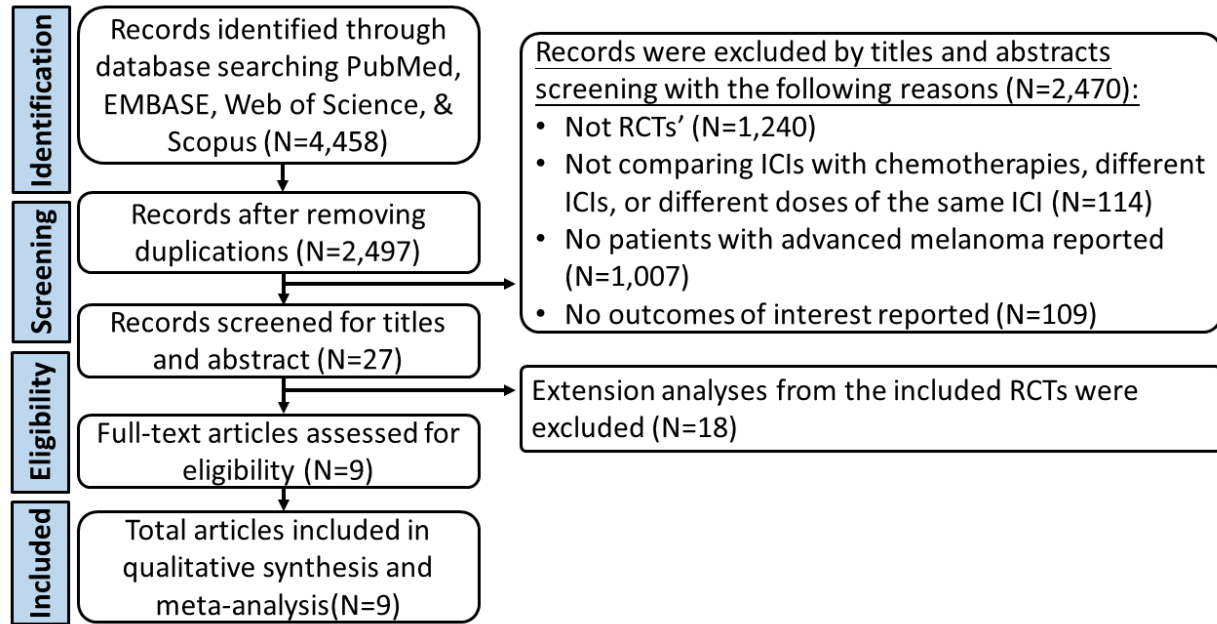 Identification
Records identified through
database searching PubMed,
EMBASE, Web of Science, &
Scopus (N=4,458)
Records were excluded by titles and abstracts
screening with the following reasons (N=2,470):
• Not RCTs’ (N=1,240)
• Not comparing ICIs with chemotherapies, different
ICIs, or different doses of the same ICI (N=114)
• No patients with advanced melanoma reported
(N=1,007)
• No outcomes of interest reported (N=109)
Screening
Records after removing
duplications (N=2,497)
Records screened for titles
and abstract (N=27)
Eligibility
Extension analyses from the included RCTs were
excluded (N=18)
Full-text articles assessed for
eligibility (N=9)
Included
Total articles included in
qualitative synthesis and
meta-analysis(N=9)